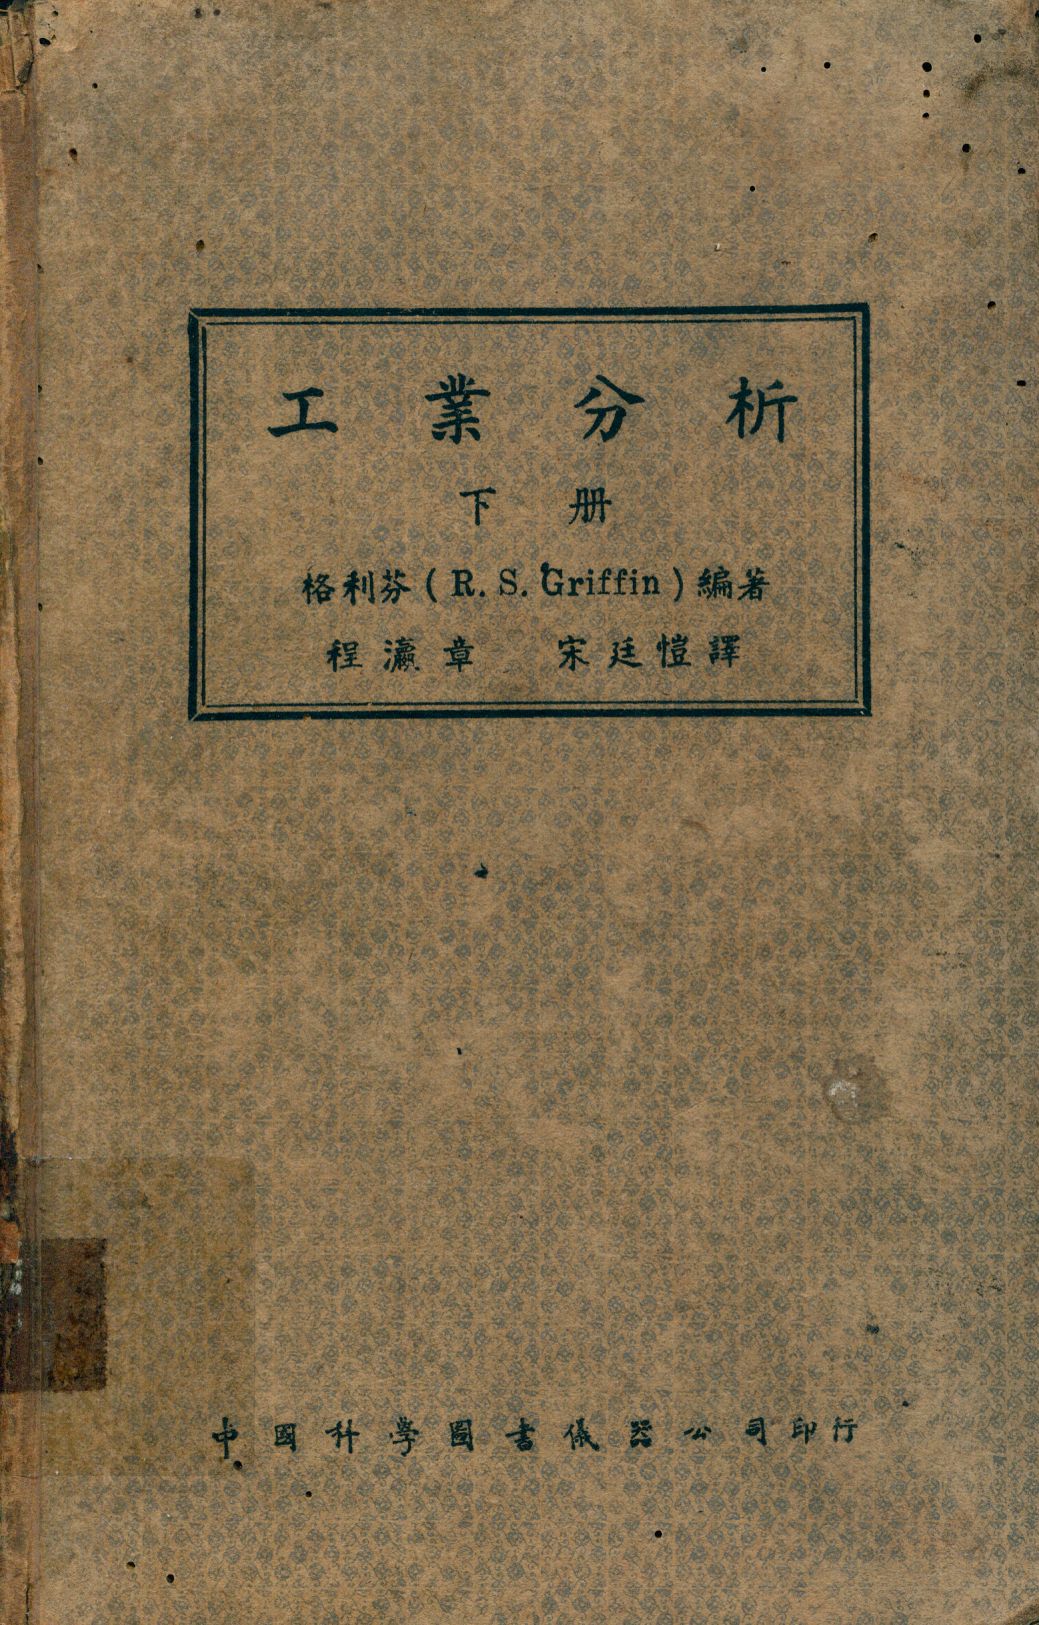 工業分析
下册
格利芬(R. S. Griffin)編著
程瀛章 宋廷愷譯
中國科學圖書儀器公司印行